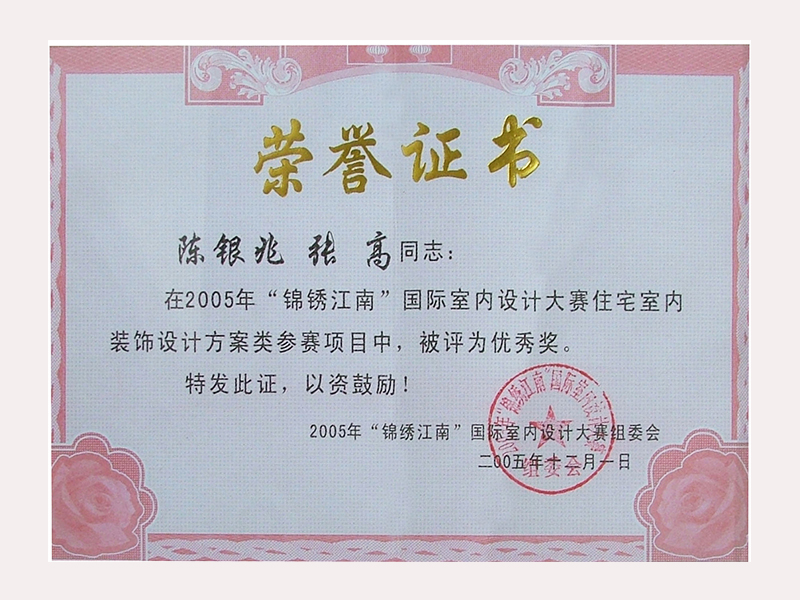 荣誉证书
陈银兆 张 高同志：
在2005年“锦锈江南”国际室内设计大赛住宅室内
装饰设计方案类参赛项目中，被评为优秀奖。
特发此证，以资鼓励！
2005年“锦绣江南”国际室内设计大赛组委会
二00五年十二月一日
组委会